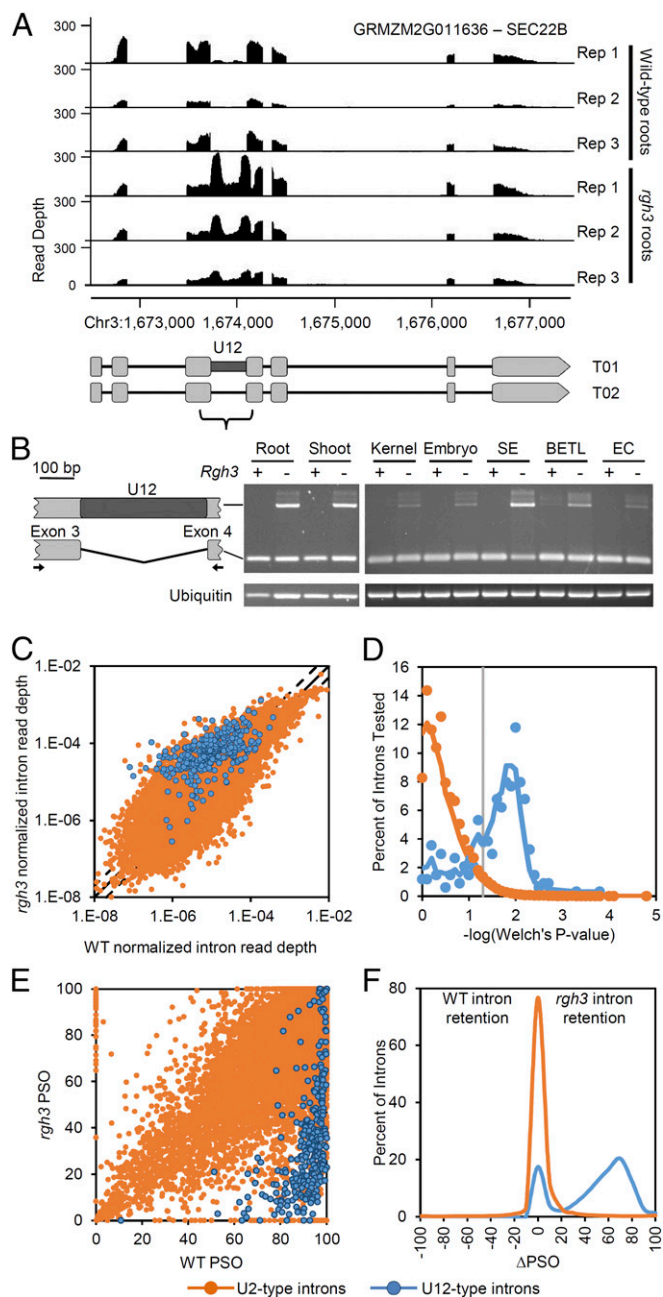 A
GRMZM2G011636 – SEC22B
300
Rep 1
300
Rep 2
300
Rep 3
300
Rep 1
300
Rep 2
300
Rep 3
0
Read Depth
Wild-type roots
rgh3 roots
Chr3:1,673,000 1,674,000 1,675,000 1,676,000 1,677,000
U12
T01
T02
B
100 bp
Root Shoot Kernel Embryo SE BETL EC
Rgh3 + - + - + - + - + - + - + -
U12
Exon 3 Exon 4
Ubiquitin
C
1.E-02
1.E-04
1.E-06
1.E-08
1.E-08 1.E-06 1.E-04 1.E-02
rgh3 normalized intron read depth
WT normalized intron read depth
D
16
14
12
10
8
6
4
2
0
0 1 2 3 4 5
Percent of Introns Tested
-log(Welch's P-value)
E
100
80
60
40
20
0
0 20 40 60 80 100
rgh3 PSO
WT PSO
F
80
60
40
20
0
-100 -80 -60 -40 -20 0 20 40 60 80 100
Percent of Introns
WT intron retention
rgh3 intron retention
ΔPSO
U2-type introns U12-type introns